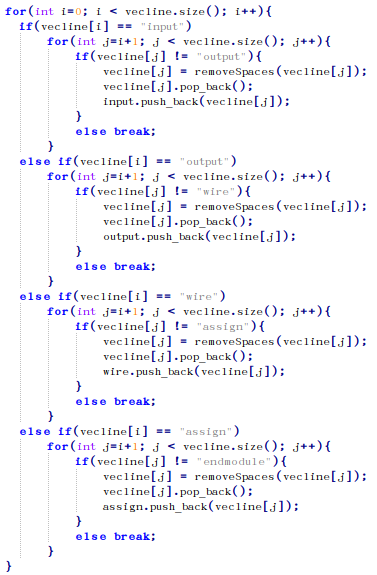 for(int i=0; i < vecline.size(); i++){
  if(vecline[i] == "input")
      for(int j=i+1; j < vecline.size(); j++){
          if(vecline[j] != "output"){
              vecline[j] = removeSpaces(vecline[j]);
              vecline[j].pop_back();
              input.push_back(vecline[j]);
          }
          else break;
      }
  else if(vecline[i] == "output")
      for(int j=i+1; j < vecline.size(); j++){
          if(vecline[j] != "wire"){
              vecline[j] = removeSpaces(vecline[j]);
              vecline[j].pop_back();
              output.push_back(vecline[j]);
          }
          else break;
      }
  else if(vecline[i] == "wire")
      for(int j=i+1; j < vecline.size(); j++){
          if(vecline[j] != "assign"){
              vecline[j] = removeSpaces(vecline[j]);
              vecline[j].pop_back();
              wire.push_back(vecline[j]);
          }
          else break;
      }
  else if(vecline[i] == "assign")
      for(int j=i+1; j < vecline.size(); j++){
          if(vecline[j] != "endmodule"){
              vecline[j] = removeSpaces(vecline[j]);
              vecline[j].pop_back();
              assign.push_back(vecline[j]);
          }
          else break;
      }
}